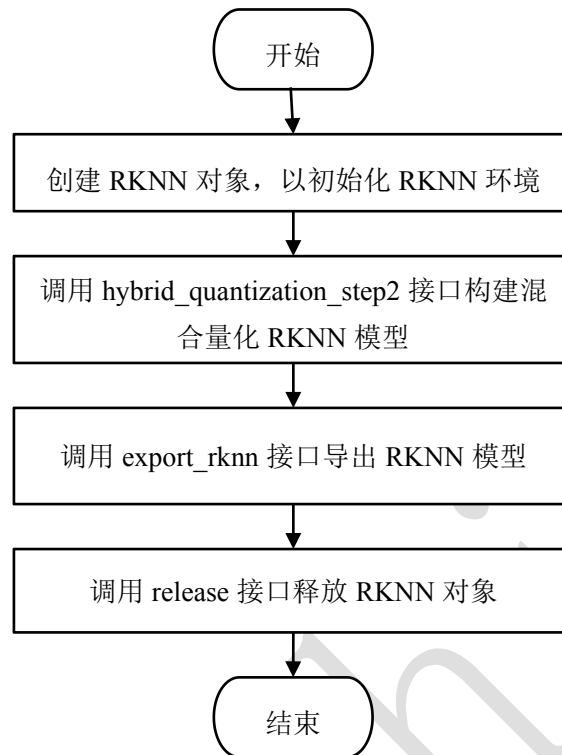 开始
创建 RKNN 对象，以初始化 RKNN 环境
调用 hybrid_quantization_step2 接口构建混
合量化 RKNN 模型
调用 export_rknn 接口导出 RKNN 模型
调用 release 接口释放 RKNN 对象
结束